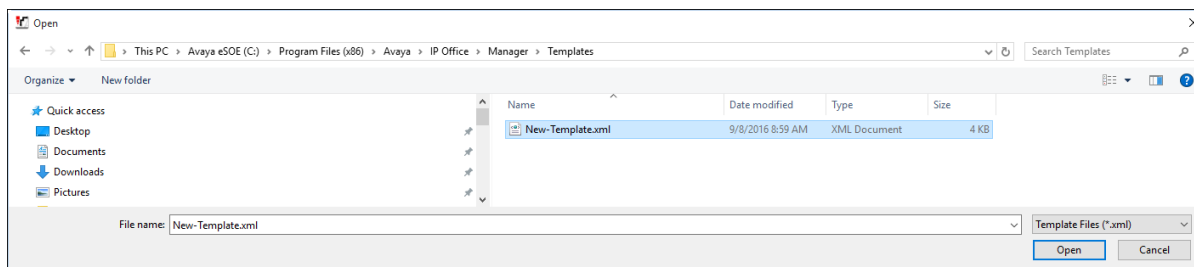 Open
This PC > Avaya eSOE (C:) > Program Files (x86) > Avaya > IP Office > Manager > Templates
Search Templates
Organize
New folder
Quick access
Desktop
Documents
Downloads
Pictures
Name Date modified Type Size
New-Template.xml 9/8/2016 8:59 AM XML Document 4 KB
File name: New-Template.xml
Template Files (*.xml)
Open Cancel